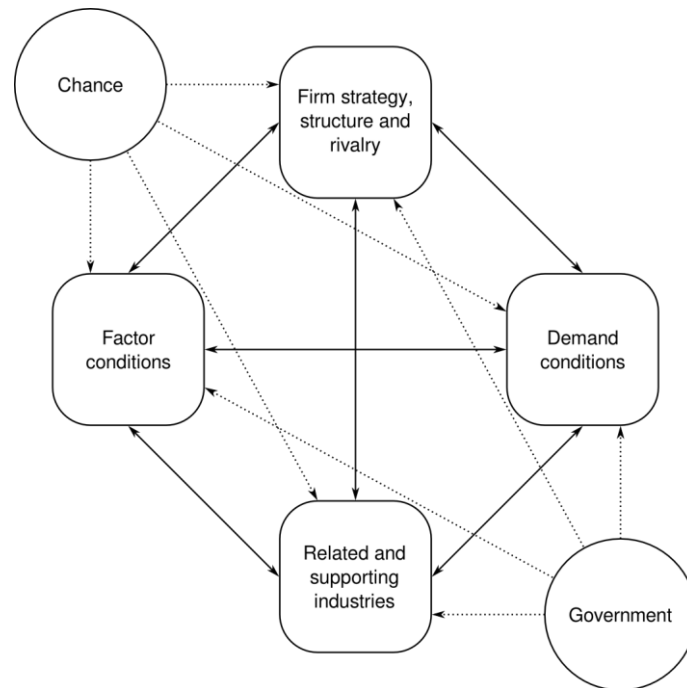 Chance
Firm strategy,
structure and
rivalry
Factor
conditions
Demand
conditions
Related and
supporting
industries
Government